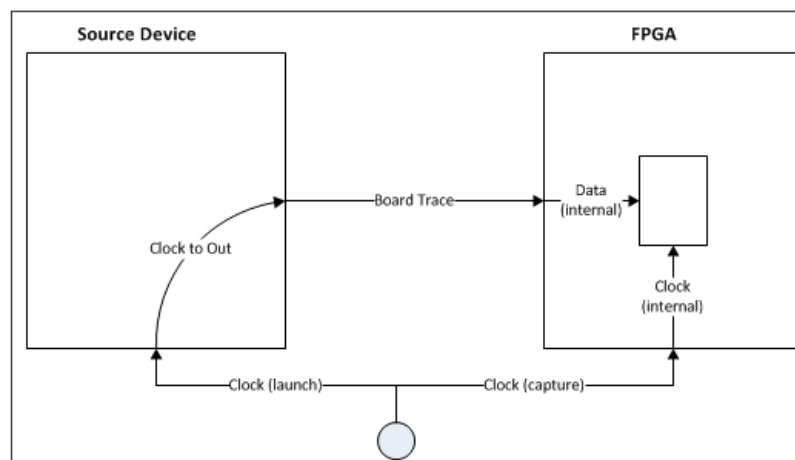 Source Device
FPGA
Board Trace
Data
(internal)
Clock to Out
Clock
(internal)
Clock (launch)
Clock (capture)